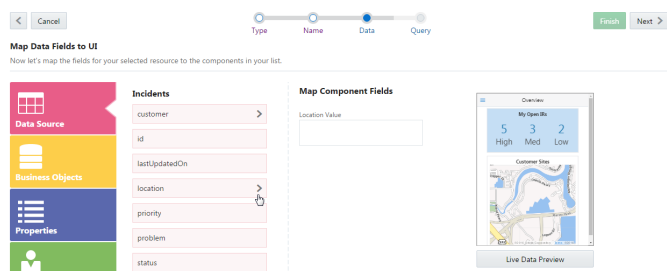 Cancel
Type
Name
Data
Query
Finish
Next
Map Data Fields to UI
Now let's map the fields for your selected resource to the components in your list.
Data Source
Business Objects
Properties
Incidents
customer
id
lastUpdatedOn
location
priority
problem
status
Map Component Fields
Location Value
Overview
My Open IRs
5 3 2
High Med Low
Customer Sites
Live Data Preview